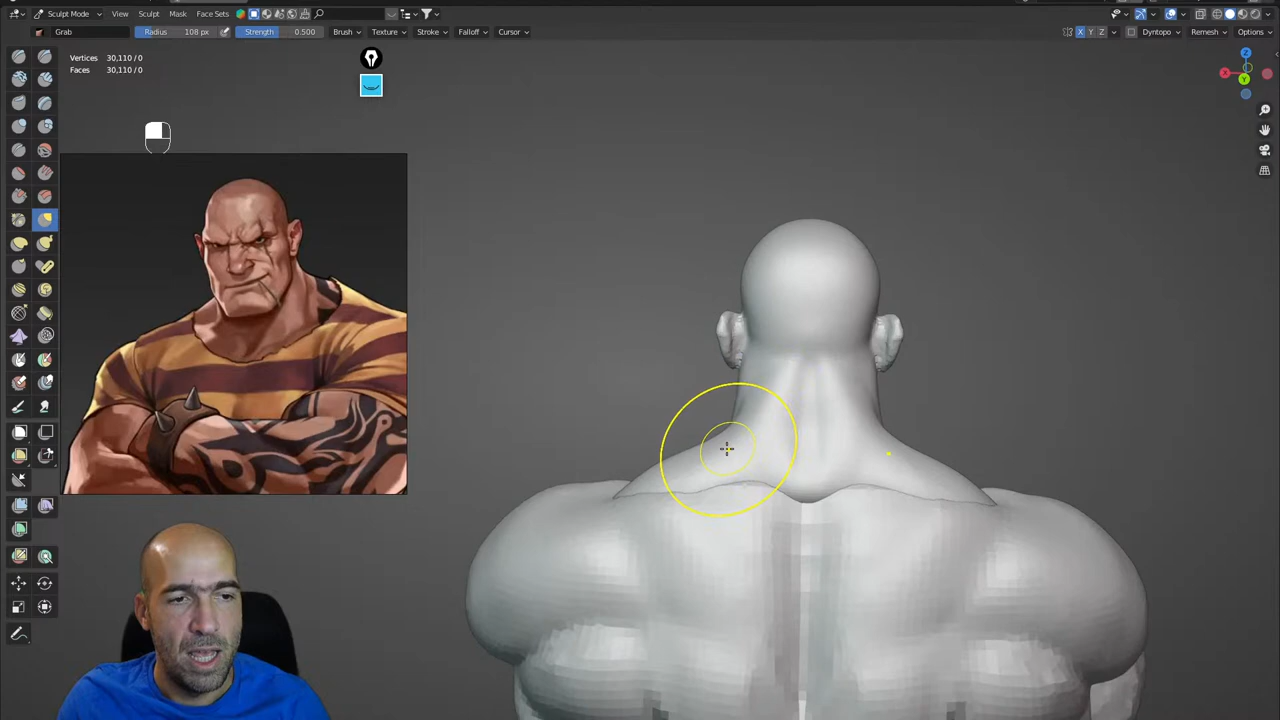 Sculpt Mode View Sculpt Mask Face Sets
X Y Z Dyntopo Remesh Options
Grab Radius 108 px Strength 0.500 Brush Texture Stroke Falloff Cursor
Vertices 30,110 / 0
Faces 30,110 / 0
Z
X
Y